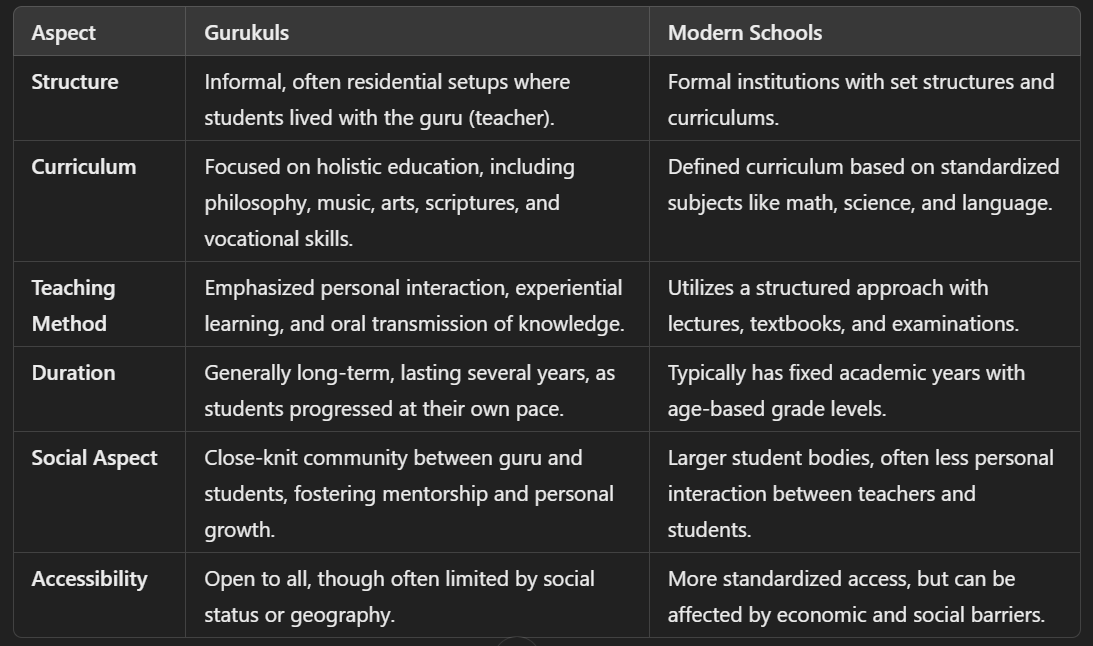 Aspect Gurukuls Modern Schools
Structure Informal, often residential setups where Formal institutions with set structures and
students lived with the guru (teacher). curriculums.
Curriculum Focused on holistic education, including Defined curriculum based on standardized
philosophy, music, arts, scriptures, and subjects like math, science, and language.
vocational skills.
Teaching Emphasized personal interaction, experiential Utilizes a structured approach with
Method learning, and oral transmission of knowledge. lectures, textbooks, and examinations.
Duration Generally long-term, lasting several years, as Typically has fixed academic years with
students progressed at their own pace. age-based grade levels.
Social Aspect Close-knit community between guru and Larger student bodies, often less personal
students, fostering mentorship and personal interaction between teachers and
growth. students.
Accessibility Open to all, though often limited by social More standardized access, but can be
status or geography. affected by economic and social barriers.